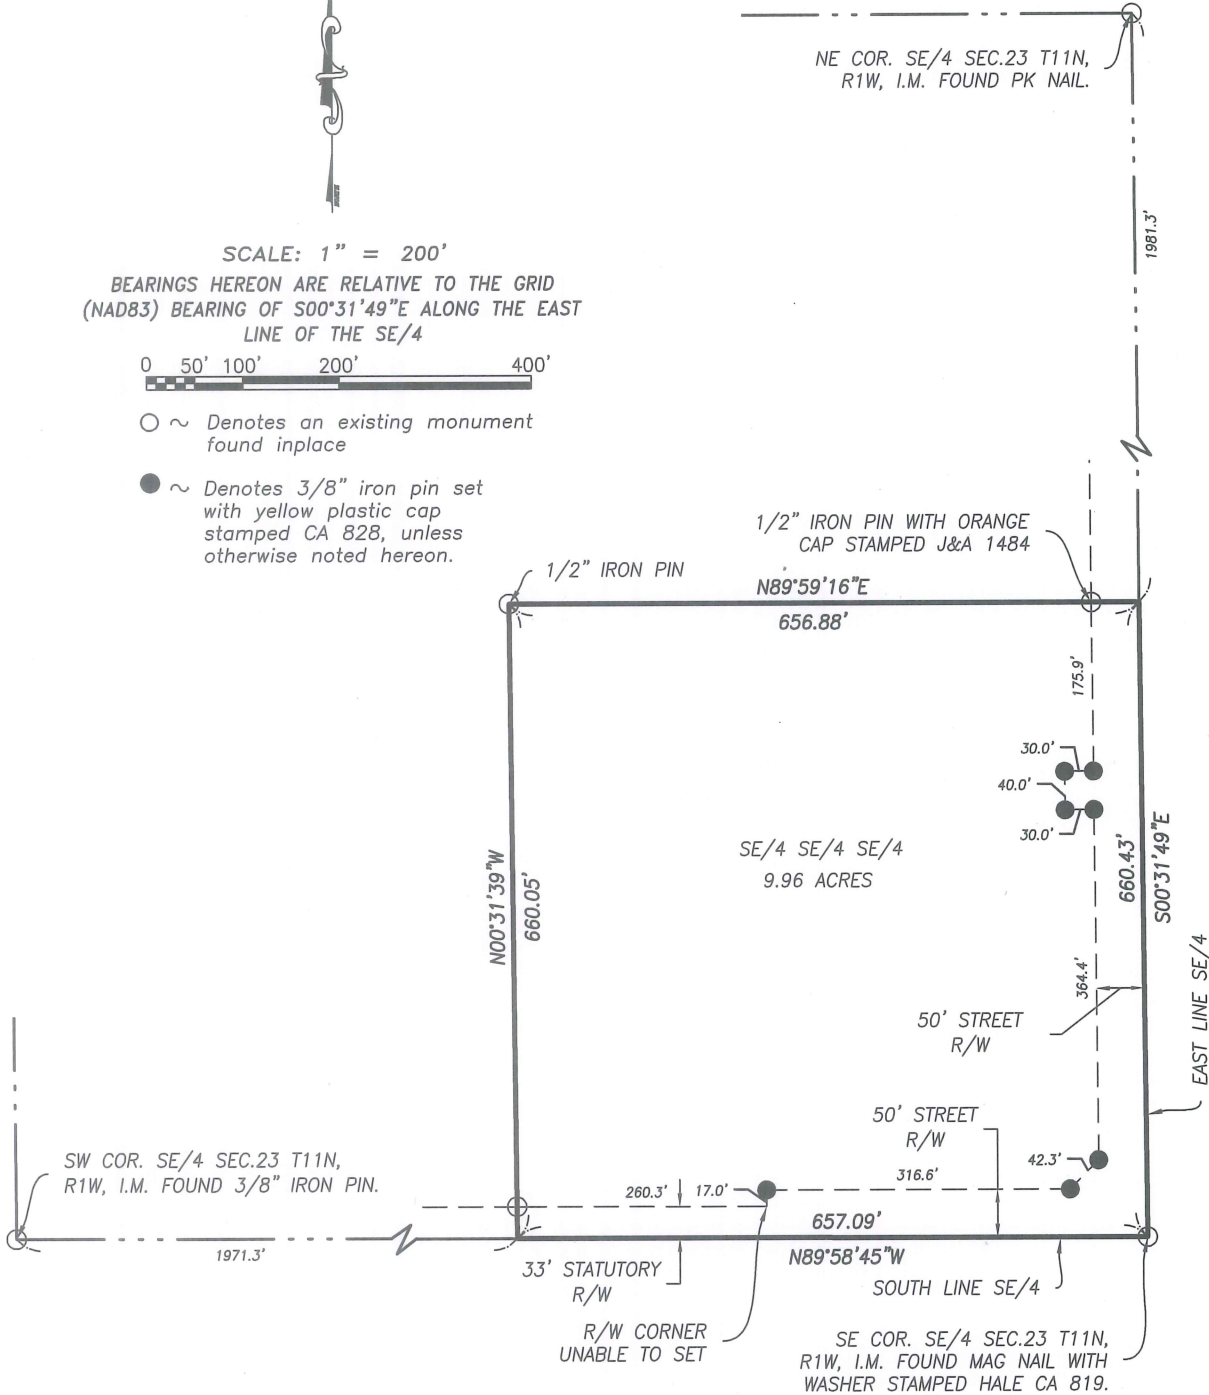 NE COR. SE/4 SEC.23 T11N,
R1W, I.M. FOUND PK NAIL.
1981.3'
SCALE: 1" = 200'
BEARINGS HEREON ARE RELATIVE TO THE GRID
(NAD83) BEARING OF S00°31'49"E ALONG THE EAST
LINE OF THE SE/4
0 50' 100' 200' 400'
~ Denotes an existing monument
found inplace
~ Denotes 3/8" iron pin set
with yellow plastic cap
stamped CA 828, unless
otherwise noted hereon.
1/2" IRON PIN WITH ORANGE
CAP STAMPED J&A 1484
1/2" IRON PIN
N89°59'16"E
656.88'
175.9'
30.0'
40.0'
30.0'
SE/4 SE/4 SE/4
9.96 ACRES
N00°31'39"W
660.05'
660.43'
S00°31'49"E
364.4'
50' STREET
R/W
EAST LINE SE/4
50' STREET
R/W
42.3'
316.6'
SW COR. SE/4 SEC.23 T11N,
R1W, I.M. FOUND 3/8" IRON PIN.
260.3' 17.0'
657.09'
1971.3'
N89°58'45"W
33' STATUTORY
R/W
SOUTH LINE SE/4
R/W CORNER
UNABLE TO SET
SE COR. SE/4 SEC.23 T11N,
R1W, I.M. FOUND MAG NAIL WITH
WASHER STAMPED HALE CA 819.